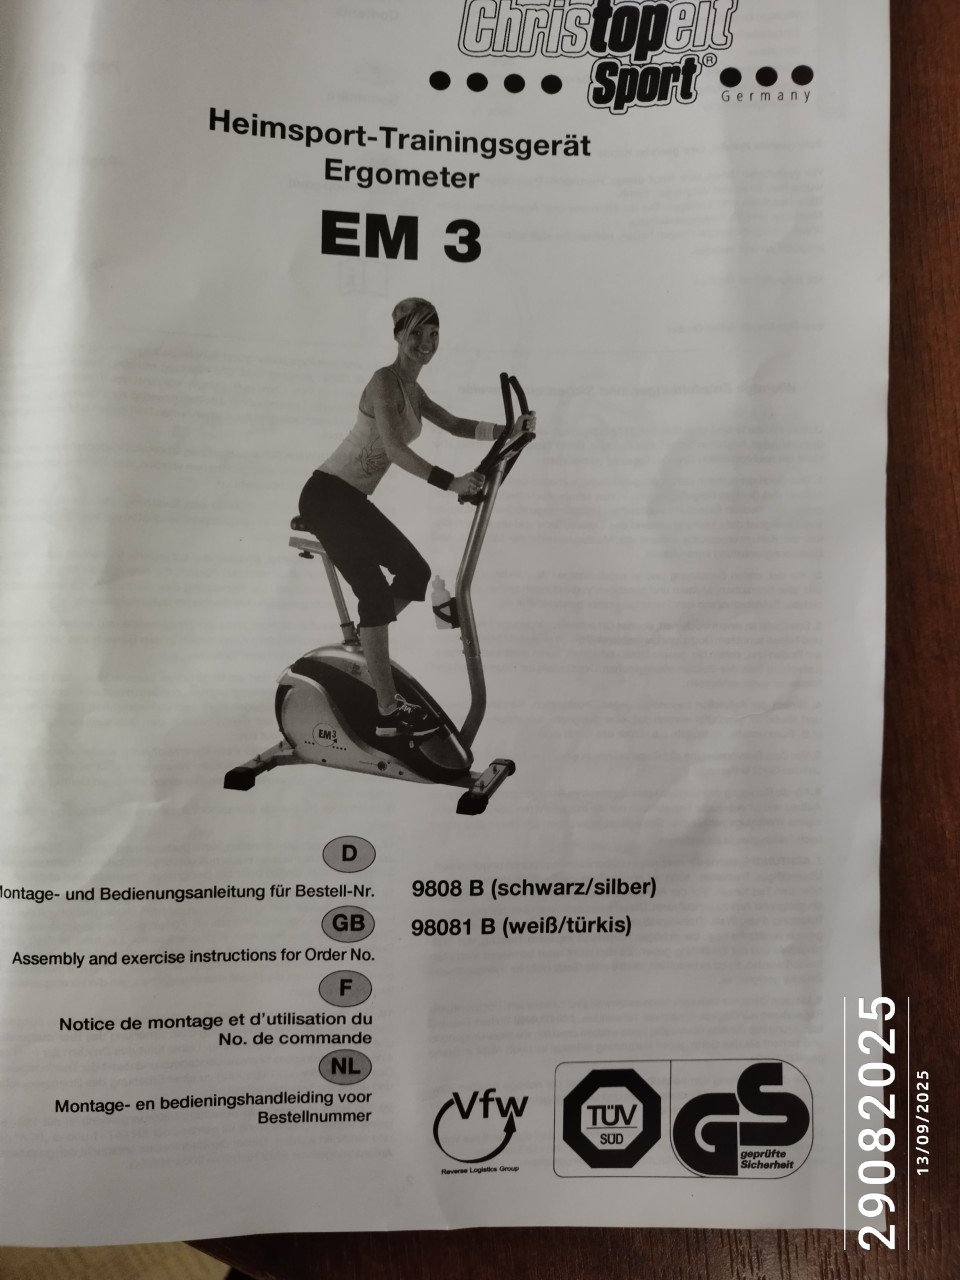 Christopeit
Sport®
Germany
Heimsport-Trainingsgerät
Ergometer
EM 3
EM3
D
Montage- und Bedienungsanleitung für Bestell-Nr.
9808 B (schwarz/silber)
GB
98081 B (weiß/türkis)
Assembly and exercise instructions for Order No.
F
Notice de montage et d'utilisation du
No. de commande
NL
Montage- en bedieningshandleiding voor
Bestellnummer
Vfw
Reverse Logistics Group
TÜV
SÜD
GS
geprüfte
Sicherheit
29082025
13/09/2025